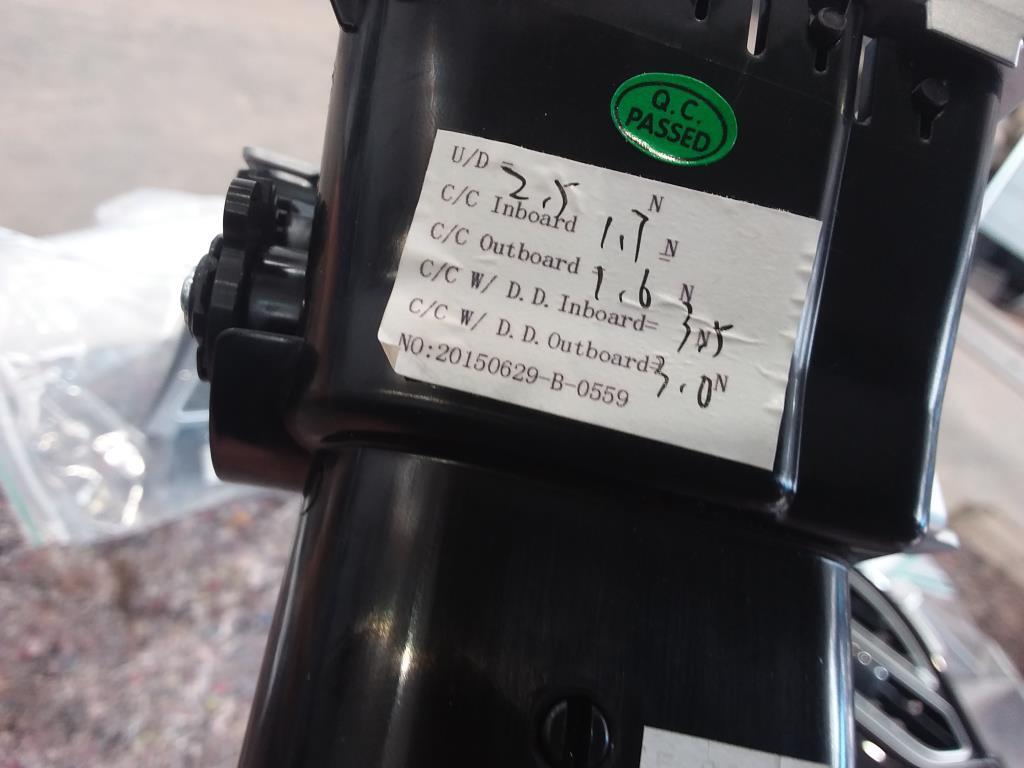 Q.C.
PASSED
U/D = 2.5 N
C/C Inboard 1.7 N
C/C Outboard 1.6 N
C/C W/ D.D. Inboard= 3.5 N
C/C W/ D.D. Outboard= 3.0 N
NO:20150629-B-0559